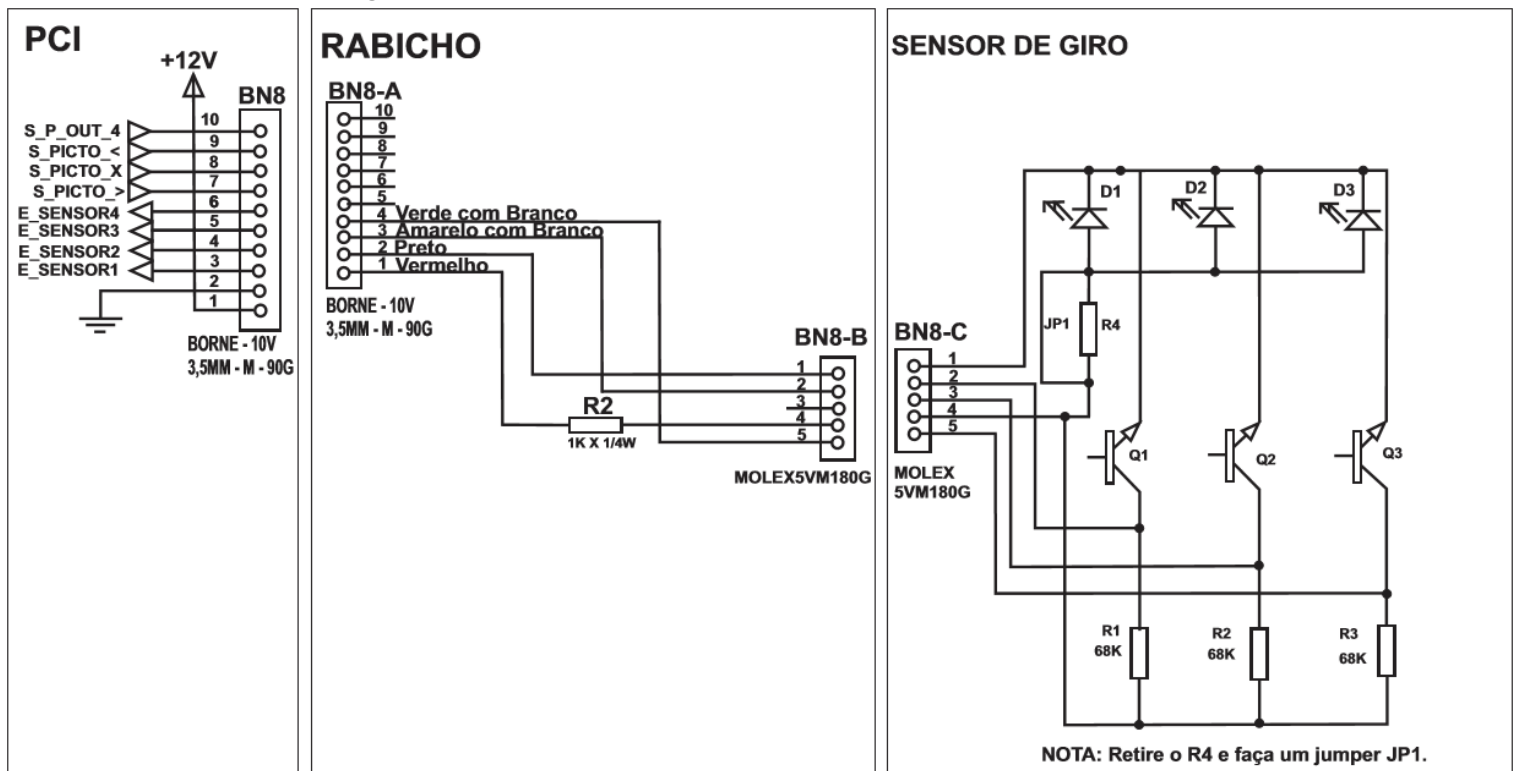 PCI
+12V
BN8
S_P_OUT_4
S_PICTO_<
S_PICTO_X
S_PICTO_>
E_SENSOR4
E_SENSOR3
E_SENSOR2
E_SENSOR1
10
9
8
7
6
5
4
3
2
1
BORNE - 10V
3,5MM - M - 90G
RABICHO
BN8-A
10
9
8
7
6
5
4 Verde com Branco
3 Amarelo com Branco
2 Preto
1 Vermelho
BORNE - 10V
3,5MM - M - 90G
R2
1K X 1/4W
BN8-B
1
2
3
4
5
MOLEX5VM180G
SENSOR DE GIRO
D1
D2
D3
JP1
R4
BN8-C
1
2
3
4
5
MOLEX
5VM180G
Q1
Q2
Q3
R1
68K
R2
68K
R3
68K
NOTA: Retire o R4 e faça um jumper JP1.